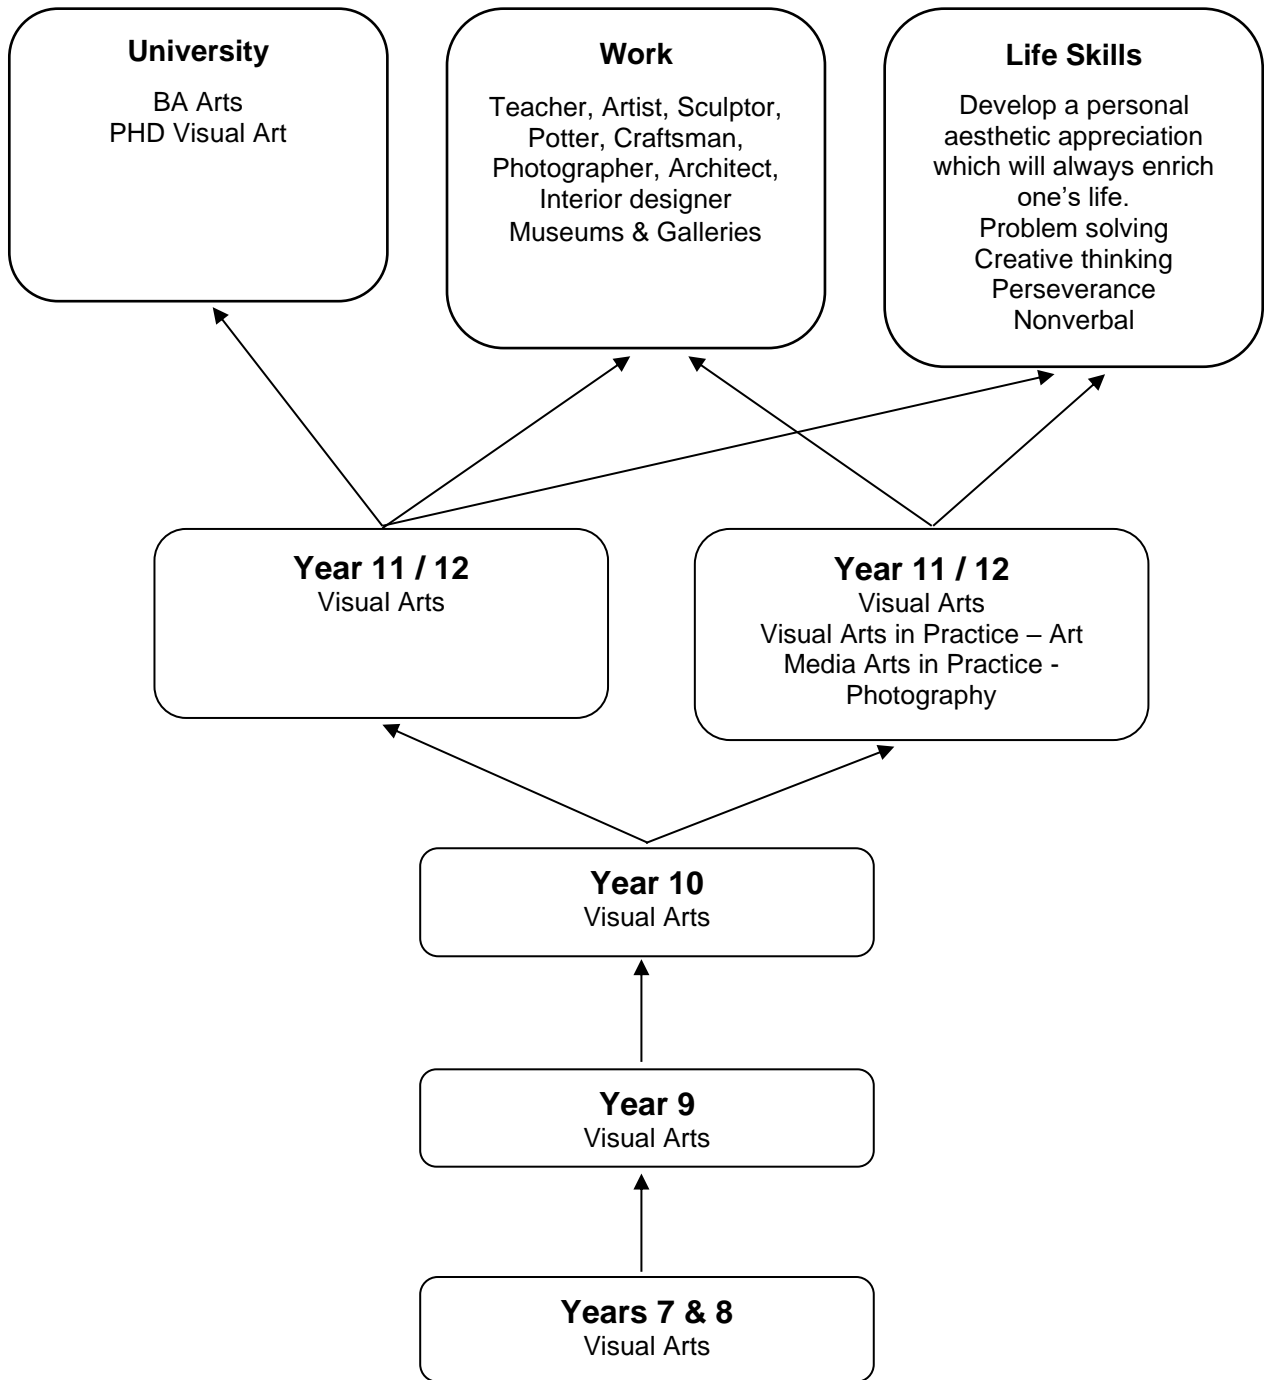 University
BA Arts
PHD Visual Art
Work
Teacher, Artist, Sculptor,
Potter, Craftsman,
Photographer, Architect,
Interior designer
Museums & Galleries
Life Skills
Develop a personal
aesthetic appreciation
which will always enrich
one’s life.
Problem solving
Creative thinking
Perseverance
Nonverbal
Year 11 / 12
Visual Arts
Year 11 / 12
Visual Arts
Visual Arts in Practice – Art
Media Arts in Practice -
Photography
Year 10
Visual Arts
Year 9
Visual Arts
Years 7 & 8
Visual Arts